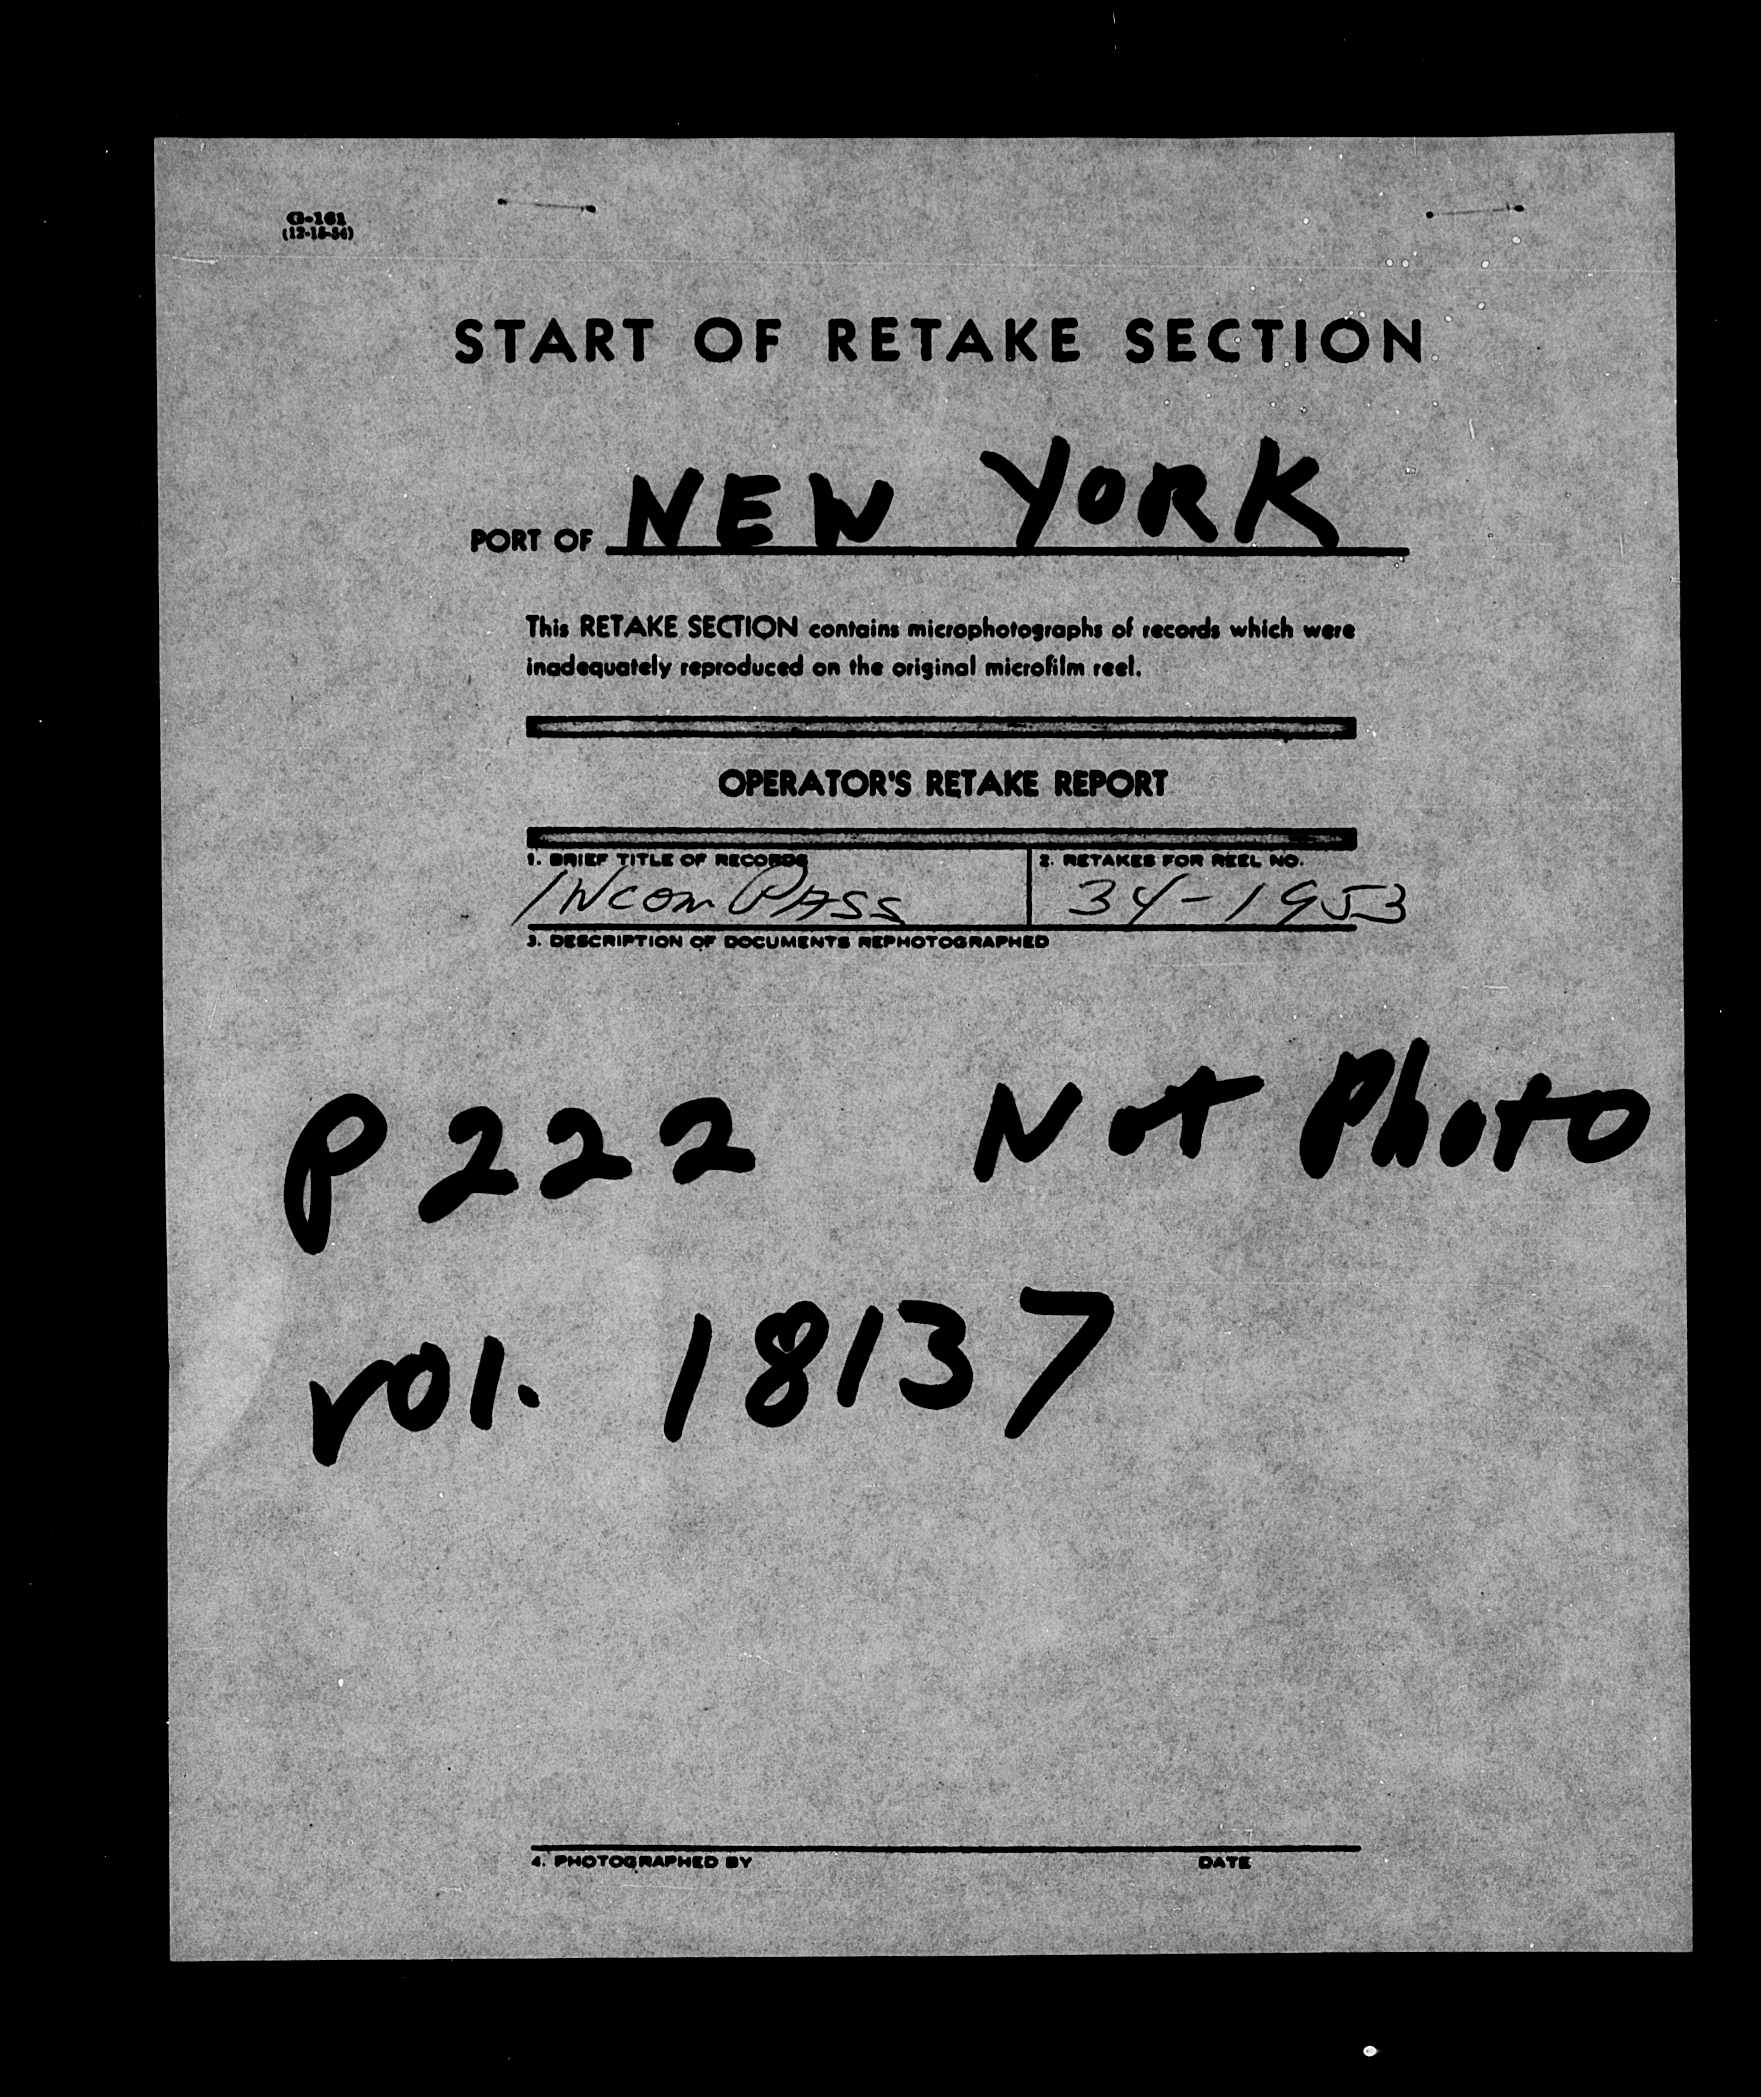 G-161
(12-15-54)
START OF RETAKE SECTION
PORT OF NEW YORK
This RETAKE SECTION contains microphotographs of records which were
inadequately reproduced on the original microfilm reel.
OPERATOR'S RETAKE REPORT
1. BRIEF TITLE OF RECORDS 2. RETAKES FOR REEL NO.
INcom PASS 34-1953
3. DESCRIPTION OF DOCUMENTS REPHOTOGRAPHED
P 222 Not Photo
Vol. 18137
4. PHOTOGRAPHED BY DATE